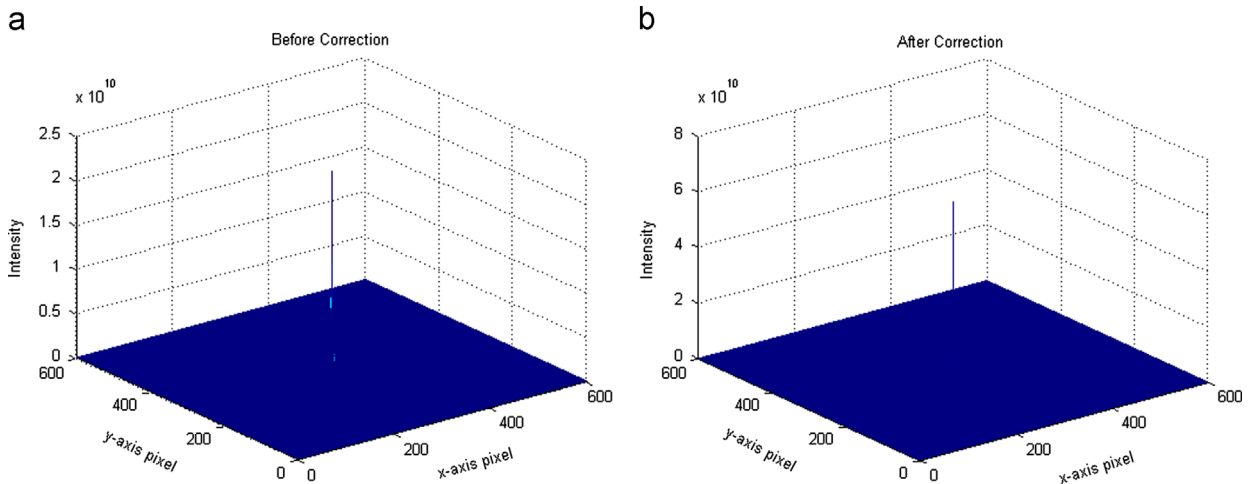 a
Before Correction
x 10^10
2.5
2
1.5
1
0.5
0
Intensity
600
400
200
0
y-axis pixel
0
200
400
600
x-axis pixel
b
After Correction
x 10^10
8
6
4
2
0
Intensity
600
400
200
0
y-axis pixel
0
200
400
600
x-axis pixel